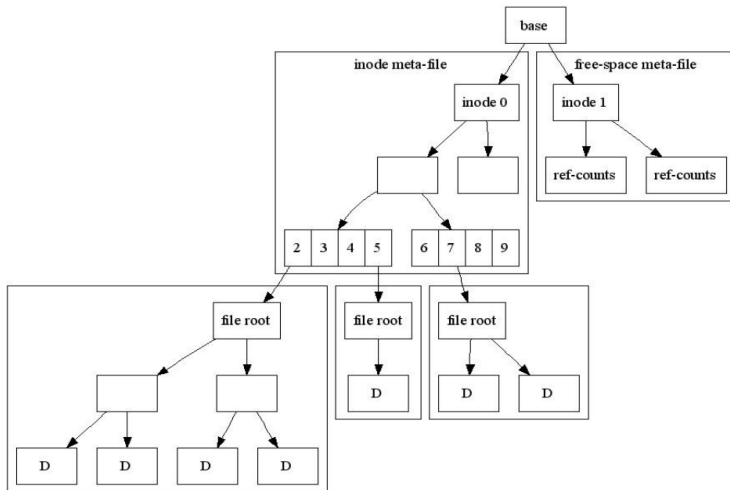 base
inode meta-file
free-space meta-file
inode 0
inode 1
ref-counts
ref-counts
2 3 4 5
6 7 8 9
file root
file root
file root
D
D
D
D
D
D
D